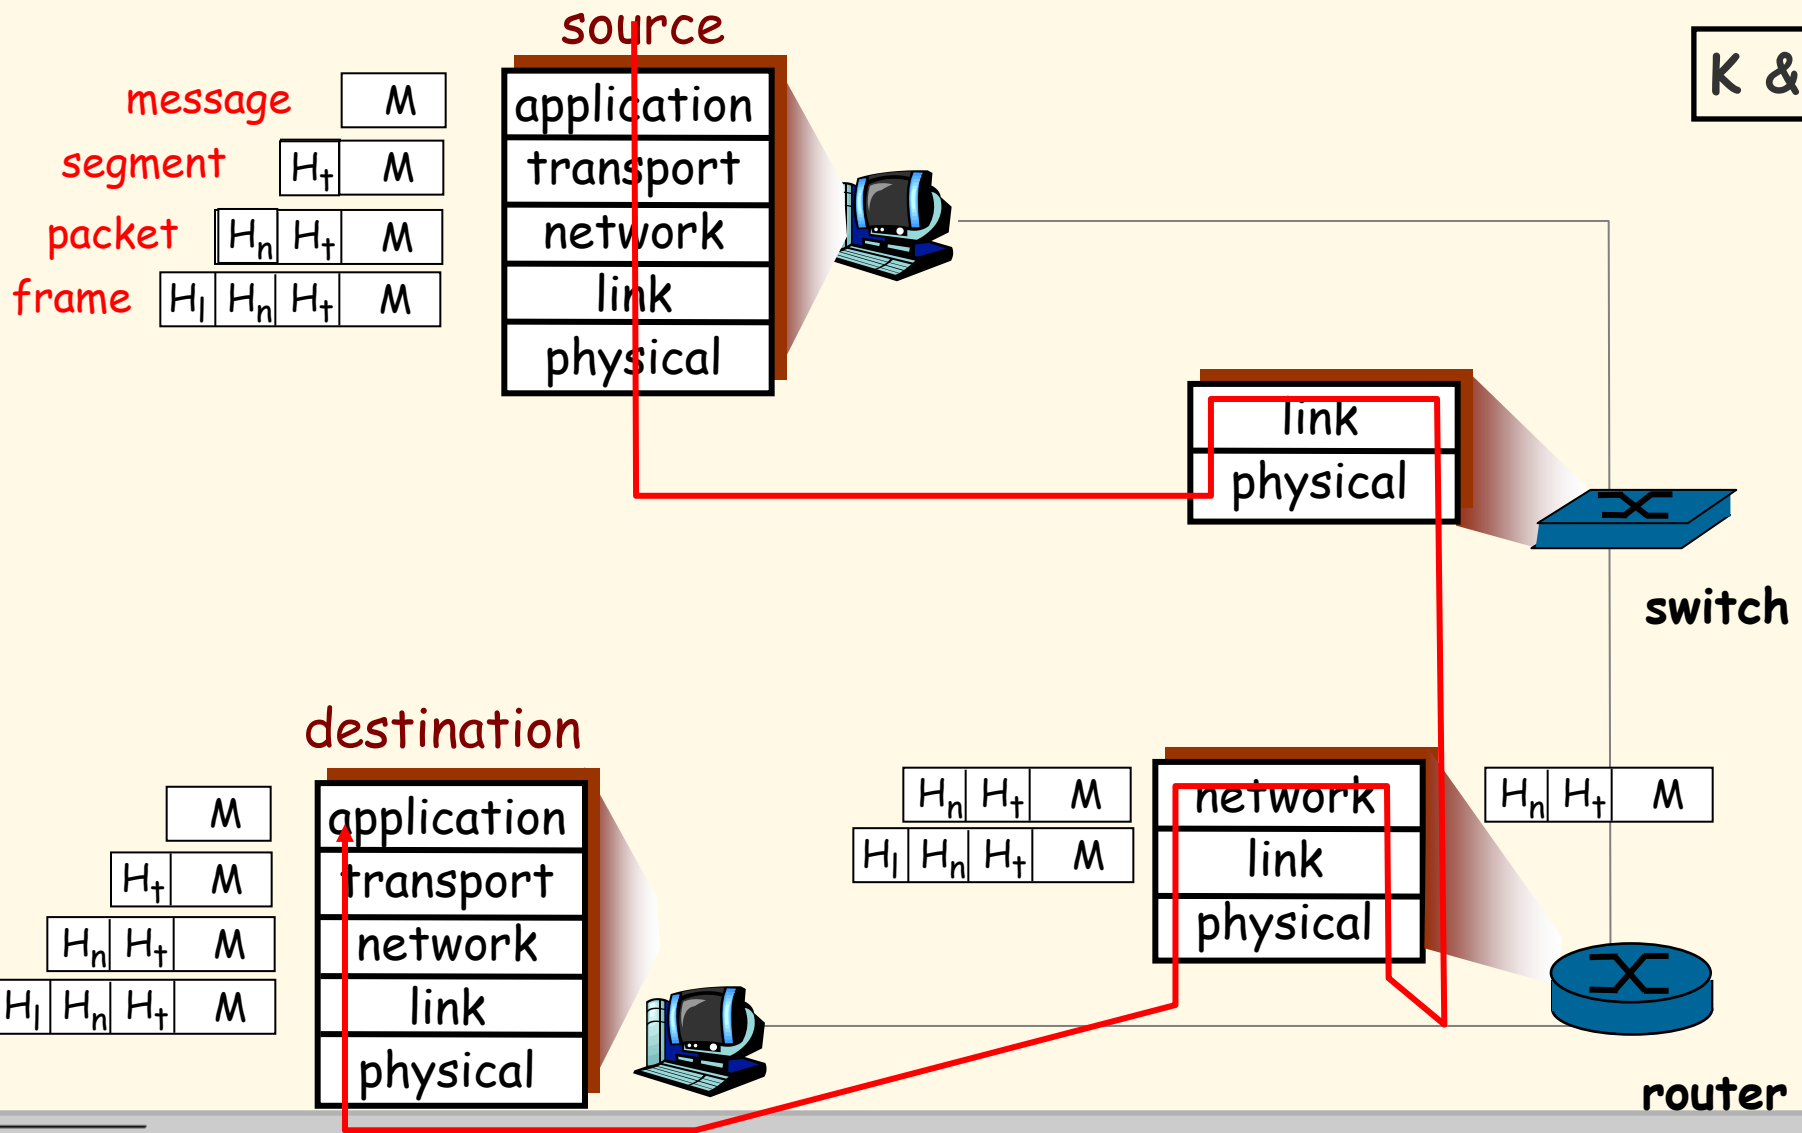 source
K &
message M
segment Ht M
packet Hn Ht M
frame Hl Hn Ht M
application
transport
network
link
physical
link
physical
switch
destination
M
Ht M
Hn Ht M
Hl Hn Ht M
application
transport
network
link
physical
Hn Ht M
Hl Hn Ht M
network
link
physical
Hn Ht M
router